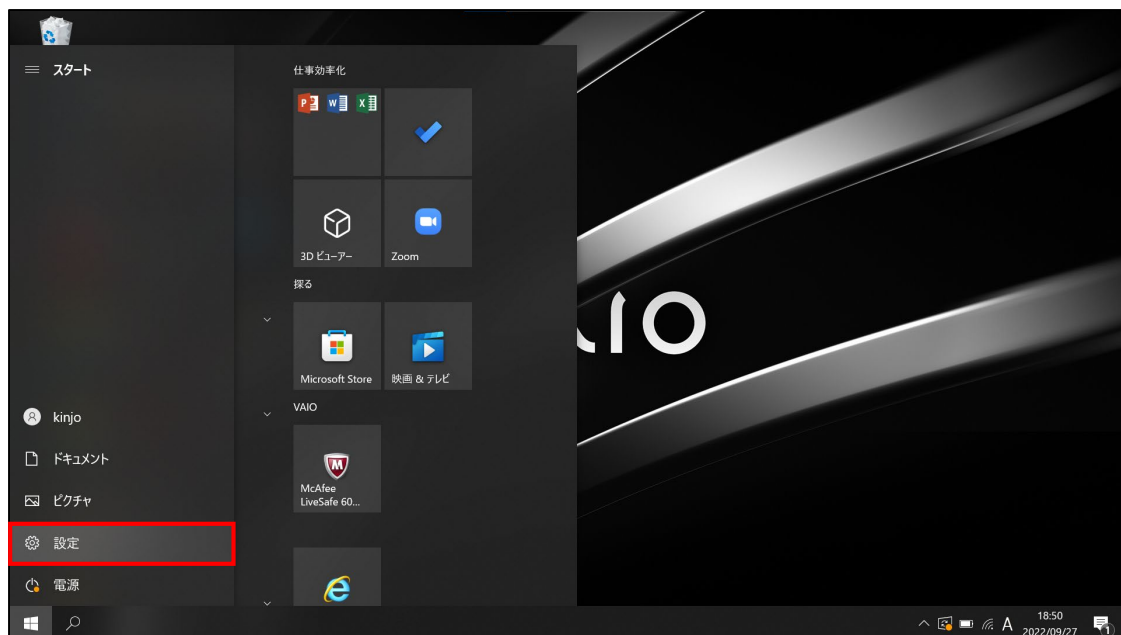 スタート
仕事効率化
3D ビューアー
Zoom
探る
Microsoft Store
映画 & テレビ
VAIO
McAfee
LiveSafe 60...
kinjo
ドキュメント
ピクチャ
設定
電源
A
18:50
2022/09/27
1